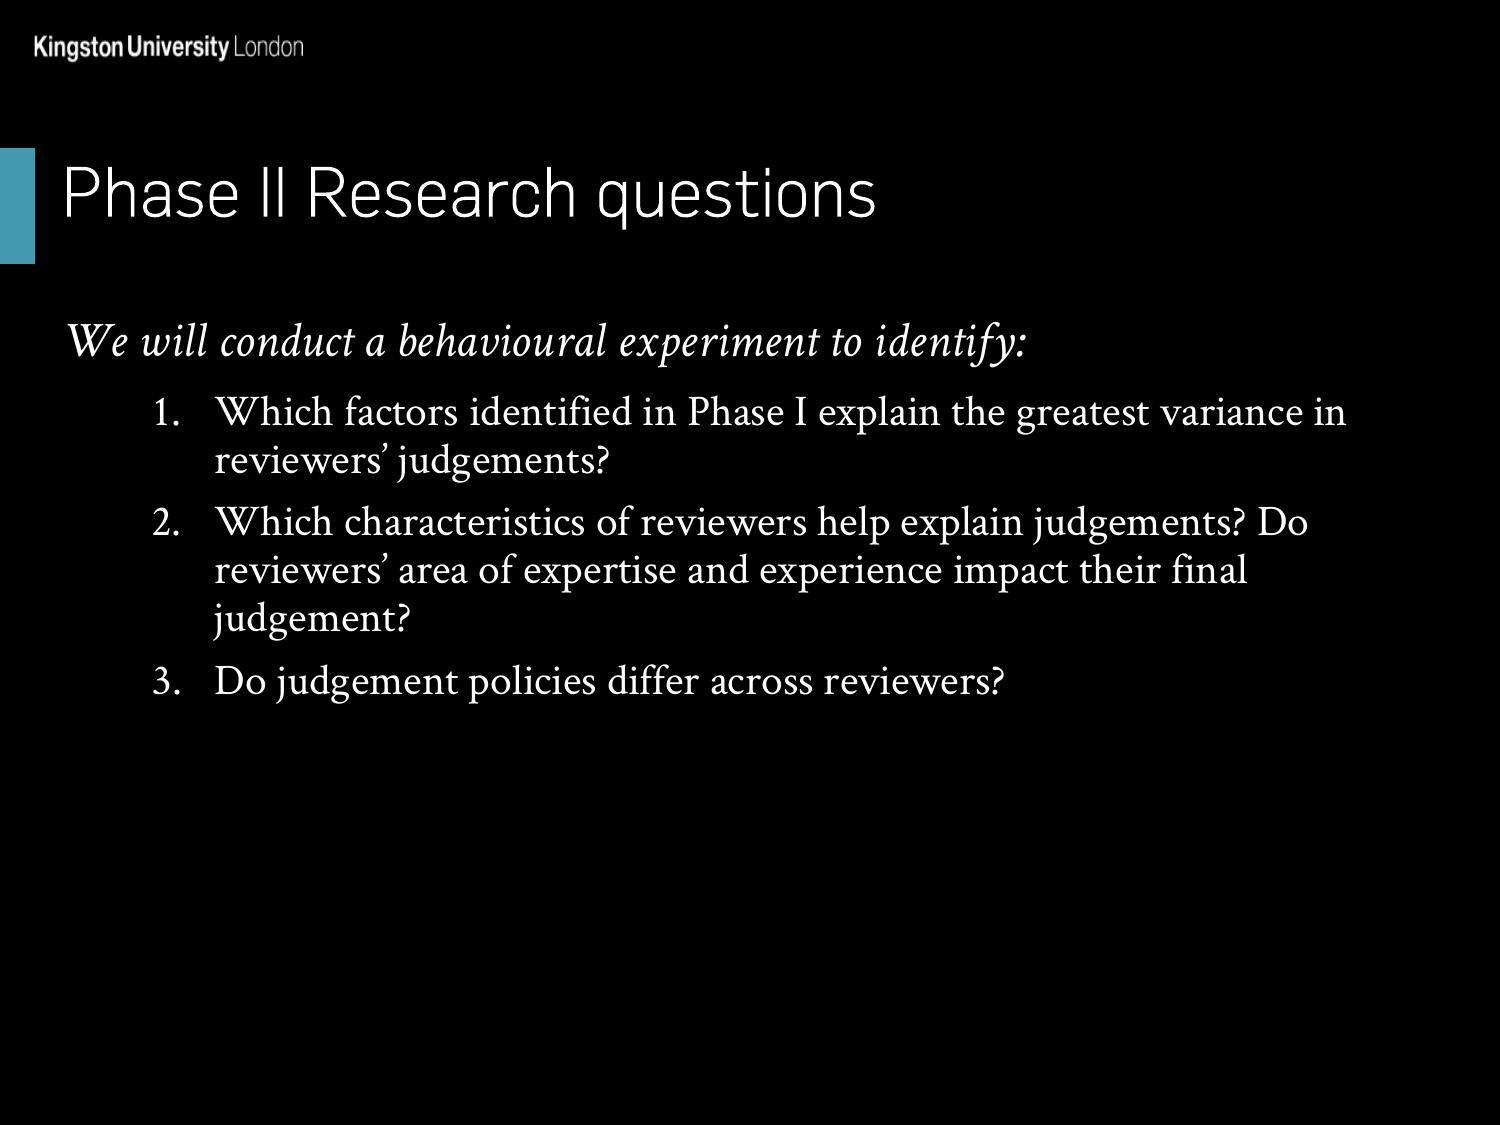 Kingston University London
Phase II Research questions
We will conduct a behavioural experiment to identify:
1. Which factors identified in Phase I explain the greatest variance in
reviewers’ judgements?
2. Which characteristics of reviewers help explain judgements? Do
reviewers’ area of expertise and experience impact their final
judgement?
3. Do judgement policies differ across reviewers?